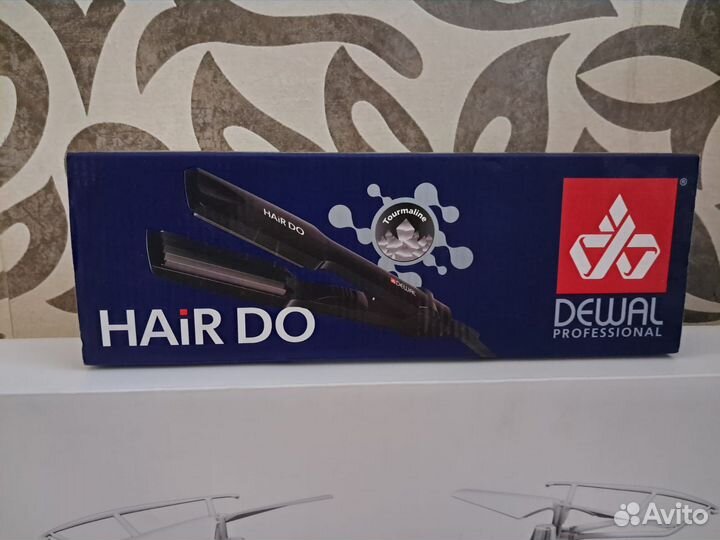 HAiR DO
Tourmaline
DEWAL
HAiR DO
DEWAL
PROFESSIONAL
®
Avito